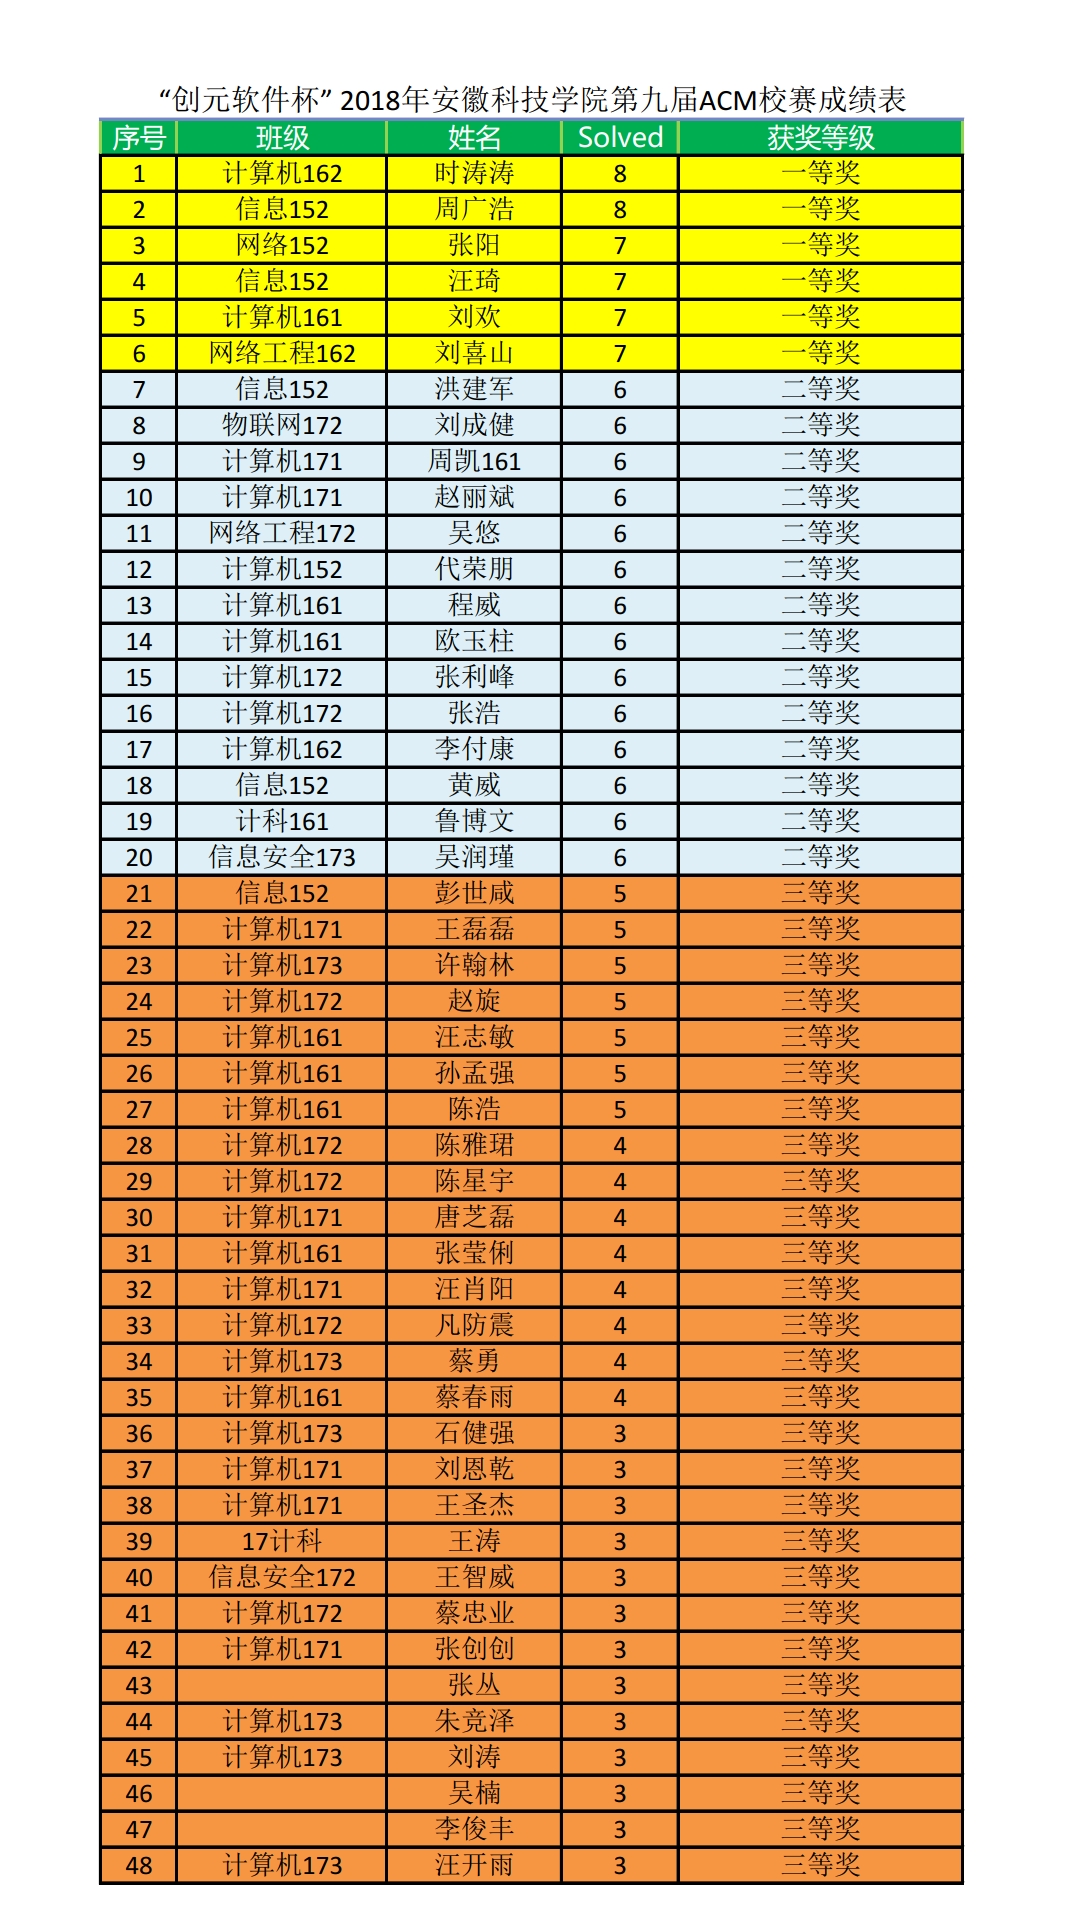 “创元软件杯” 2018年安徽科技学院第九届ACM校赛成绩表
序号 班级 姓名 Solved 获奖等级
1 计算机162 时涛涛 8 一等奖
2 信息152 周广浩 8 一等奖
3 网络152 张阳 7 一等奖
4 信息152 汪琦 7 一等奖
5 计算机161 刘欢 7 一等奖
6 网络工程162 刘喜山 7 一等奖
7 信息152 洪建军 6 二等奖
8 物联网172 刘成健 6 二等奖
9 计算机171 周凯161 6 二等奖
10 计算机171 赵丽斌 6 二等奖
11 网络工程172 吴悠 6 二等奖
12 计算机152 代荣朋 6 二等奖
13 计算机161 程威 6 二等奖
14 计算机161 欧玉柱 6 二等奖
15 计算机172 张利峰 6 二等奖
16 计算机172 张浩 6 二等奖
17 计算机162 李付康 6 二等奖
18 信息152 黄威 6 二等奖
19 计科161 鲁博文 6 二等奖
20 信息安全173 吴润瑾 6 二等奖
21 信息152 彭世咸 5 三等奖
22 计算机171 王磊磊 5 三等奖
23 计算机173 许翰林 5 三等奖
24 计算机172 赵旋 5 三等奖
25 计算机161 汪志敏 5 三等奖
26 计算机161 孙孟强 5 三等奖
27 计算机161 陈浩 5 三等奖
28 计算机172 陈雅珺 4 三等奖
29 计算机172 陈星宇 4 三等奖
30 计算机171 唐芝磊 4 三等奖
31 计算机161 张莹俐 4 三等奖
32 计算机171 汪肖阳 4 三等奖
33 计算机172 凡防震 4 三等奖
34 计算机173 蔡勇 4 三等奖
35 计算机161 蔡春雨 4 三等奖
36 计算机173 石健强 3 三等奖
37 计算机171 刘恩乾 3 三等奖
38 计算机171 王圣杰 3 三等奖
39 17计科 王涛 3 三等奖
40 信息安全172 王智威 3 三等奖
41 计算机172 蔡忠业 3 三等奖
42 计算机171 张创创 3 三等奖
43 张丛 3 三等奖
44 计算机173 朱竞泽 3 三等奖
45 计算机173 刘涛 3 三等奖
46 吴楠 3 三等奖
47 李俊丰 3 三等奖
48 计算机173 汪开雨 3 三等奖